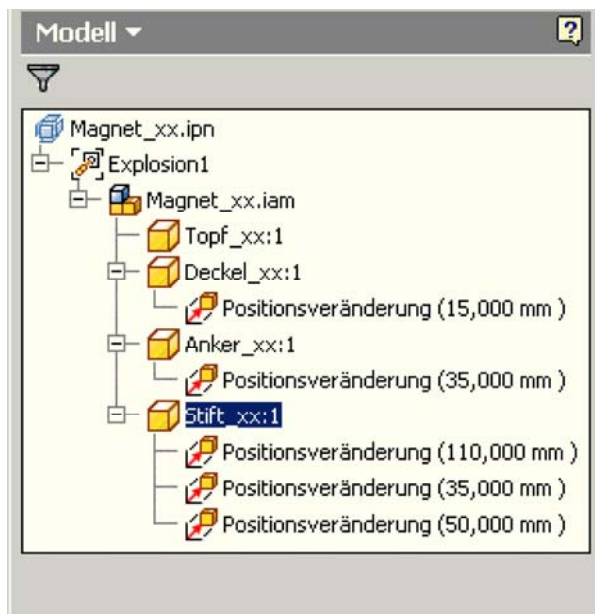 Modell
Magnet_xx.ipn
Explosion1
Magnet_xx.iam
Topf_xx:1
Deckel_xx:1
Positionsveränderung (15,000 mm )
Anker_xx:1
Positionsveränderung (35,000 mm )
Stift_xx:1
Positionsveränderung (110,000 mm )
Positionsveränderung (35,000 mm )
Positionsveränderung (50,000 mm )